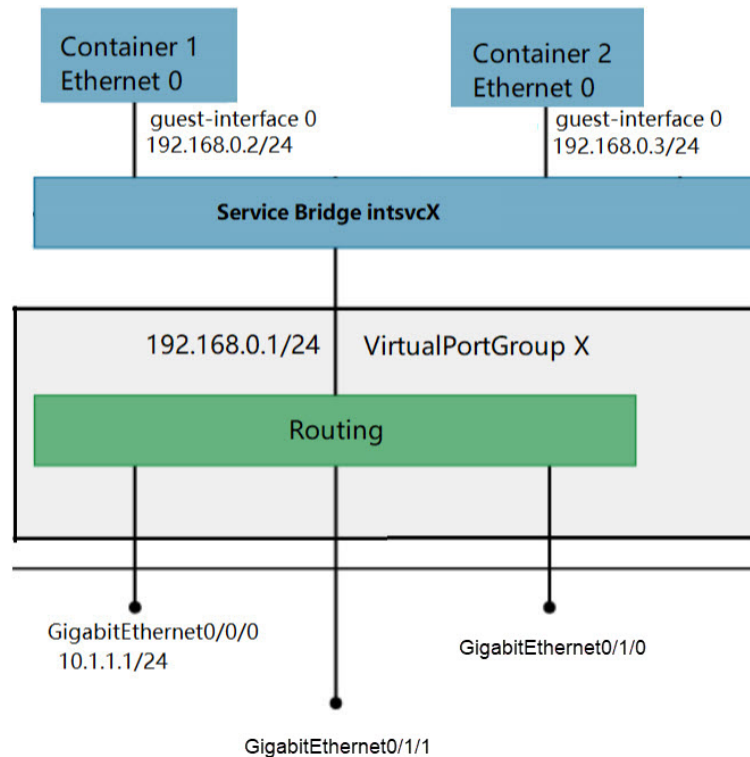 Container 1
Ethernet 0
Container 2
Ethernet 0
guest-interface 0
192.168.0.2/24
guest-interface 0
192.168.0.3/24
Service Bridge intsvcX
192.168.0.1/24
VirtualPortGroup X
Routing
GigabitEthernet0/0/0
10.1.1.1/24
GigabitEthernet0/1/0
GigabitEthernet0/1/1